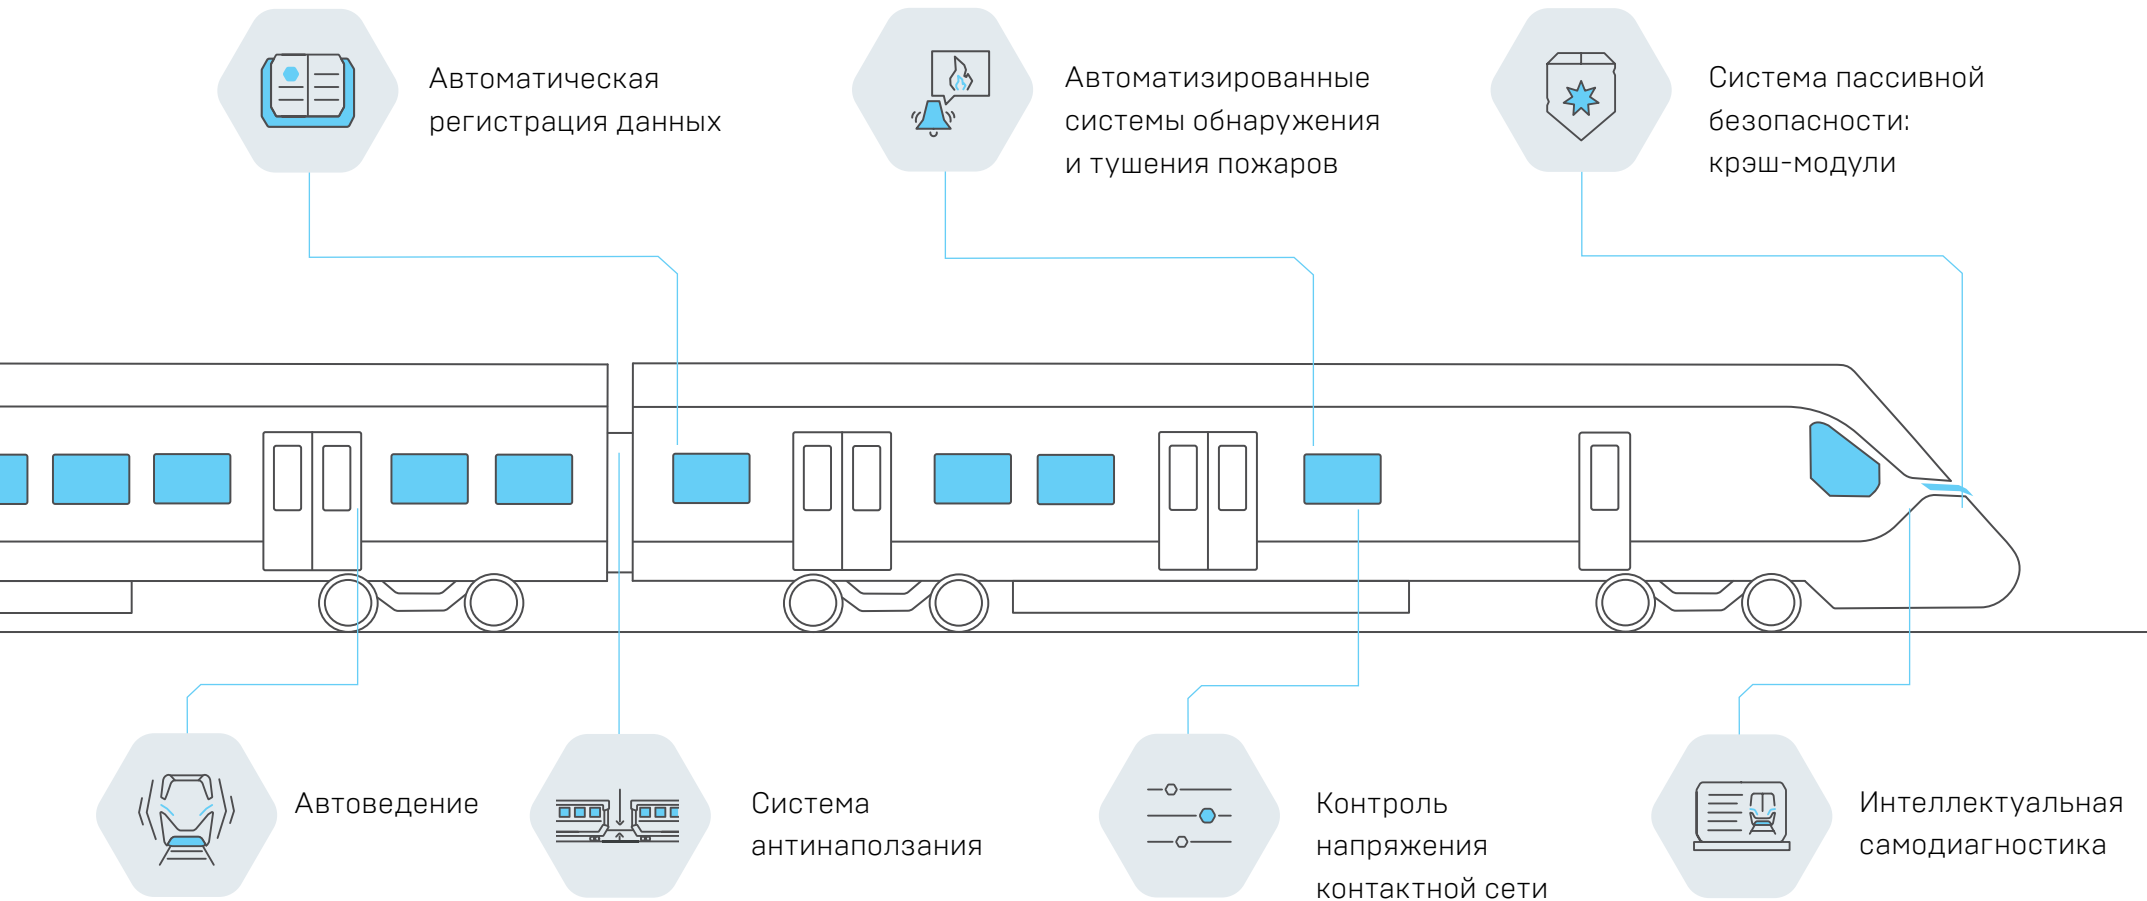 Автоматическая
регистрация данных
Автоматизированные
системы обнаружения
и тушения пожаров
Система пассивной
безопасности:
крэш-модули
Автоведение
Система
антинаползания
Контроль
напряжения
контактной сети
Интеллектуальная
самодиагностика